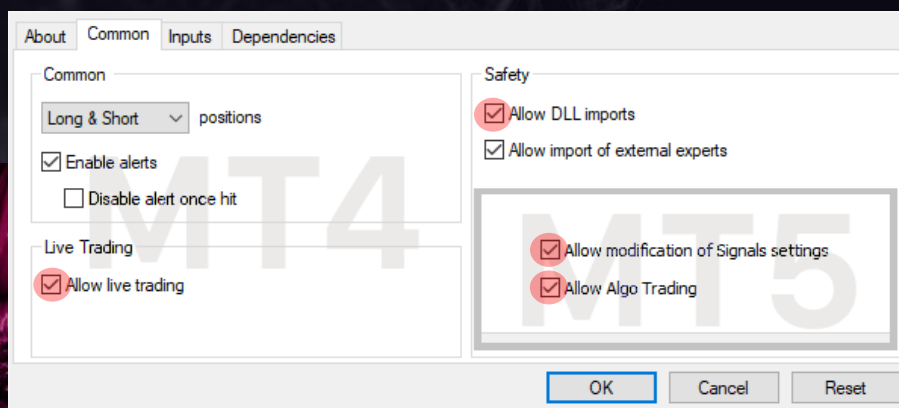 About Common Inputs Dependencies
Common
Long & Short positions
Enable alerts
Disable alert once hit
MT4
Live Trading
Allow live trading
Safety
Allow DLL imports
Allow import of external experts
MT5
Allow modification of Signals settings
Allow Algo Trading
OK Cancel Reset